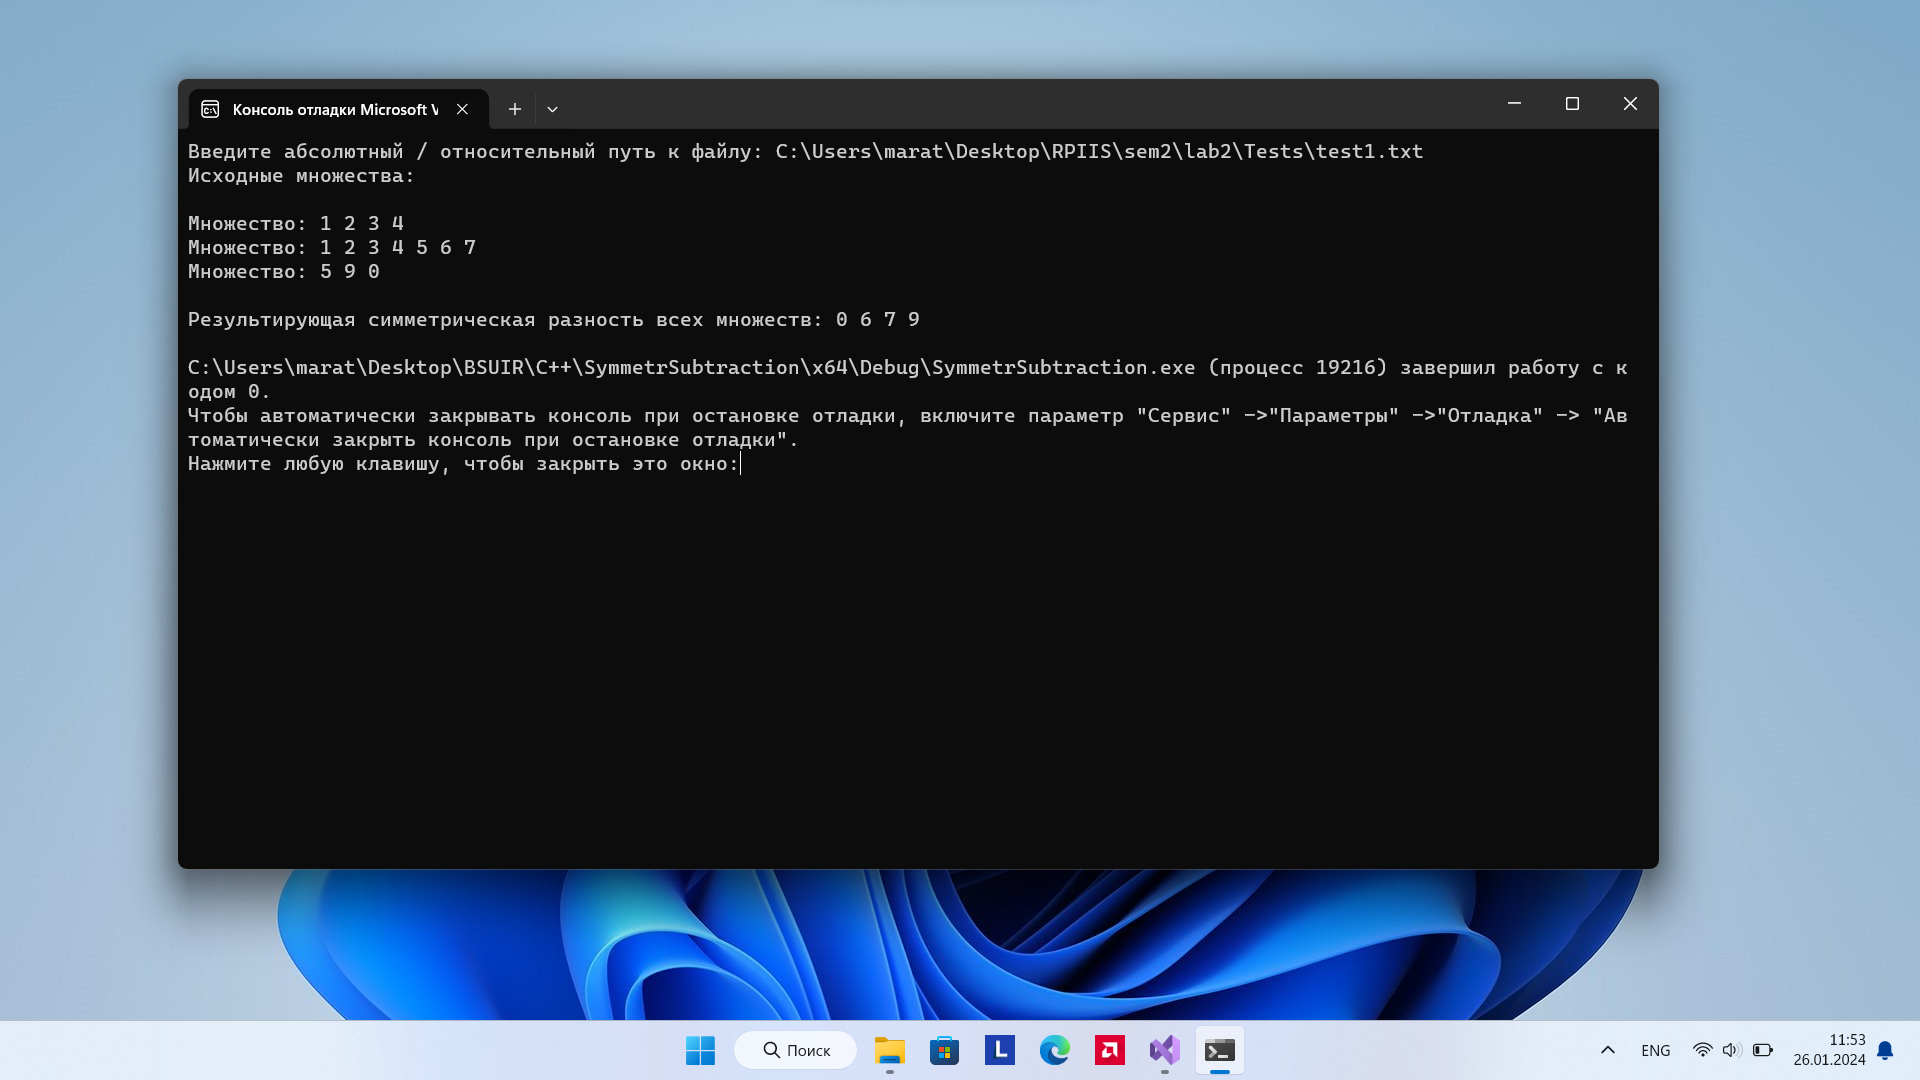 Консоль отладки Microsoft V
Введите абсолютный / относительный путь к файлу: C:\Users\marat\Desktop\RPIIS\sem2\lab2\Tests\test1.txt
Исходные множества:
Множество: 1 2 3 4
Множество: 1 2 3 4 5 6 7
Множество: 5 9 0
Результирующая симметрическая разность всех множеств: 0 6 7 9
C:\Users\marat\Desktop\BSUIR\C++\SymmetrSubtraction\x64\Debug\SymmetrSubtraction.exe (процесс 19216) завершил работу с к
одом 0.
Чтобы автоматически закрывать консоль при остановке отладки, включите параметр "Сервис" ->"Параметры" ->"Отладка" -> "Ав
томатически закрыть консоль при остановке отладки".
Нажмите любую клавишу, чтобы закрыть это окно:
Поиск
L
ENG
11:53
26.01.2024